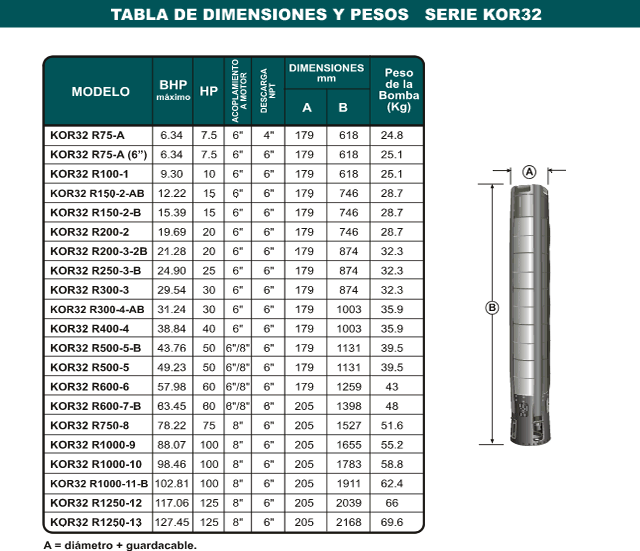 TABLA DE DIMENSIONES Y PESOS SERIE KOR32
MODELO BHP máximo HP ACOPLAMIENTO A MOTOR DESCARGA NPT DIMENSIONES mm A B Peso de la Bomba (Kg)
KOR32 R75-A 6.34 7.5 6" 4" 179 618 24.8
KOR32 R75-A (6”) 6.34 7.5 6" 6" 179 618 25.1
KOR32 R100-1 9.30 10 6" 6" 179 618 25.1
KOR32 R150-2-AB 12.22 15 6" 6" 179 746 28.7
KOR32 R150-2-B 15.39 15 6" 6" 179 746 28.7
KOR32 R200-2 19.69 20 6" 6" 179 746 28.7
KOR32 R200-3-2B 21.28 20 6" 6" 179 874 32.3
KOR32 R250-3-B 24.90 25 6" 6" 179 874 32.3
KOR32 R300-3 29.54 30 6" 6" 179 874 32.3
KOR32 R300-4-AB 31.24 30 6" 6" 179 1003 35.9
KOR32 R400-4 38.84 40 6" 6" 179 1003 35.9
KOR32 R500-5-B 43.76 50 6"/8" 6" 179 1131 39.5
KOR32 R500-5 49.23 50 6"/8" 6" 179 1131 39.5
KOR32 R600-6 57.98 60 6"/8" 6" 179 1259 43
KOR32 R600-7-B 63.45 60 6"/8" 6" 205 1398 48
KOR32 R750-8 78.22 75 8" 6" 205 1527 51.6
KOR32 R1000-9 88.07 100 8" 6" 205 1655 55.2
KOR32 R1000-10 98.46 100 8" 6" 205 1783 58.8
KOR32 R1000-11-B 102.81 100 8" 6" 205 1911 62.4
KOR32 R1250-12 117.06 125 8" 6" 205 2039 66
KOR32 R1250-13 127.45 125 8" 6" 205 2168 69.6
A = diámetro + guardacable.
A
B